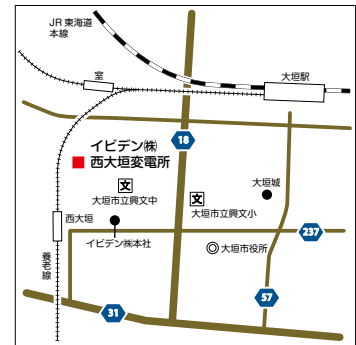 JR東海道
本線
室
大垣駅
18
イビデン㈱
西大垣変電所
文
大垣市立興文中
文
大垣市立興文小
大垣城
西大垣
イビデン㈱本社
237
大垣市役所
養老線
57
31